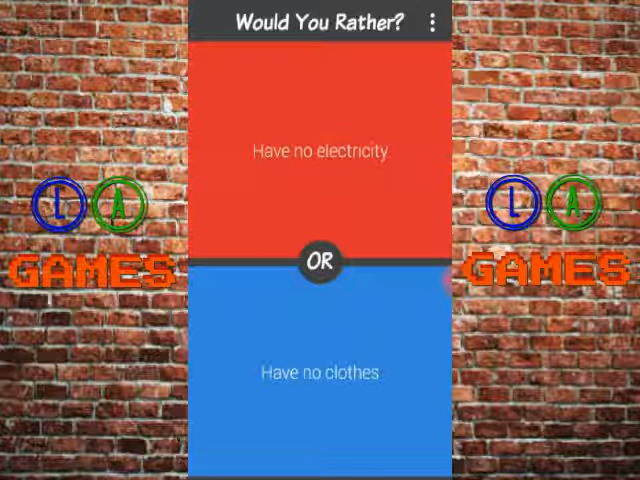 Would You Rather?
Have no electricity
L A
GAMES
L A
GAMES
OR
Have no clothes